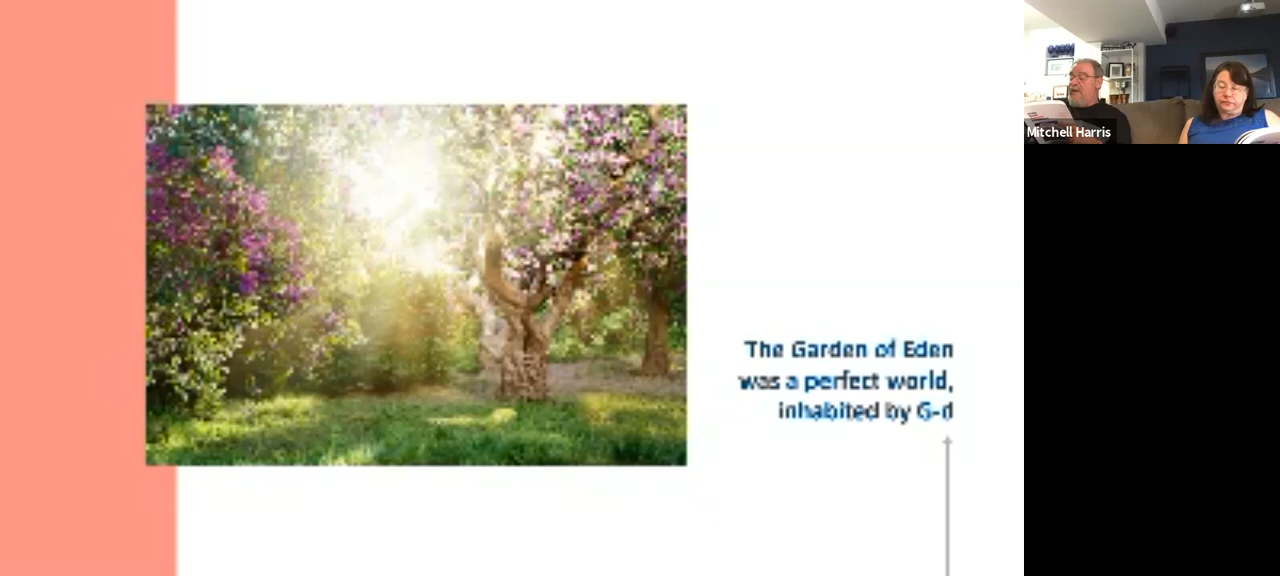 The Garden of Eden
was a perfect world,
inhabited by G-d
Mitchell Harris